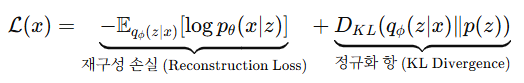 ℒ(x) = −𝔼_{q_ϕ(z|x)}[log p_θ(x|z)] + D_{KL}(q_ϕ(z|x)∥p(z))
재구성 손실 (Reconstruction Loss) 정규화 항 (KL Divergence)